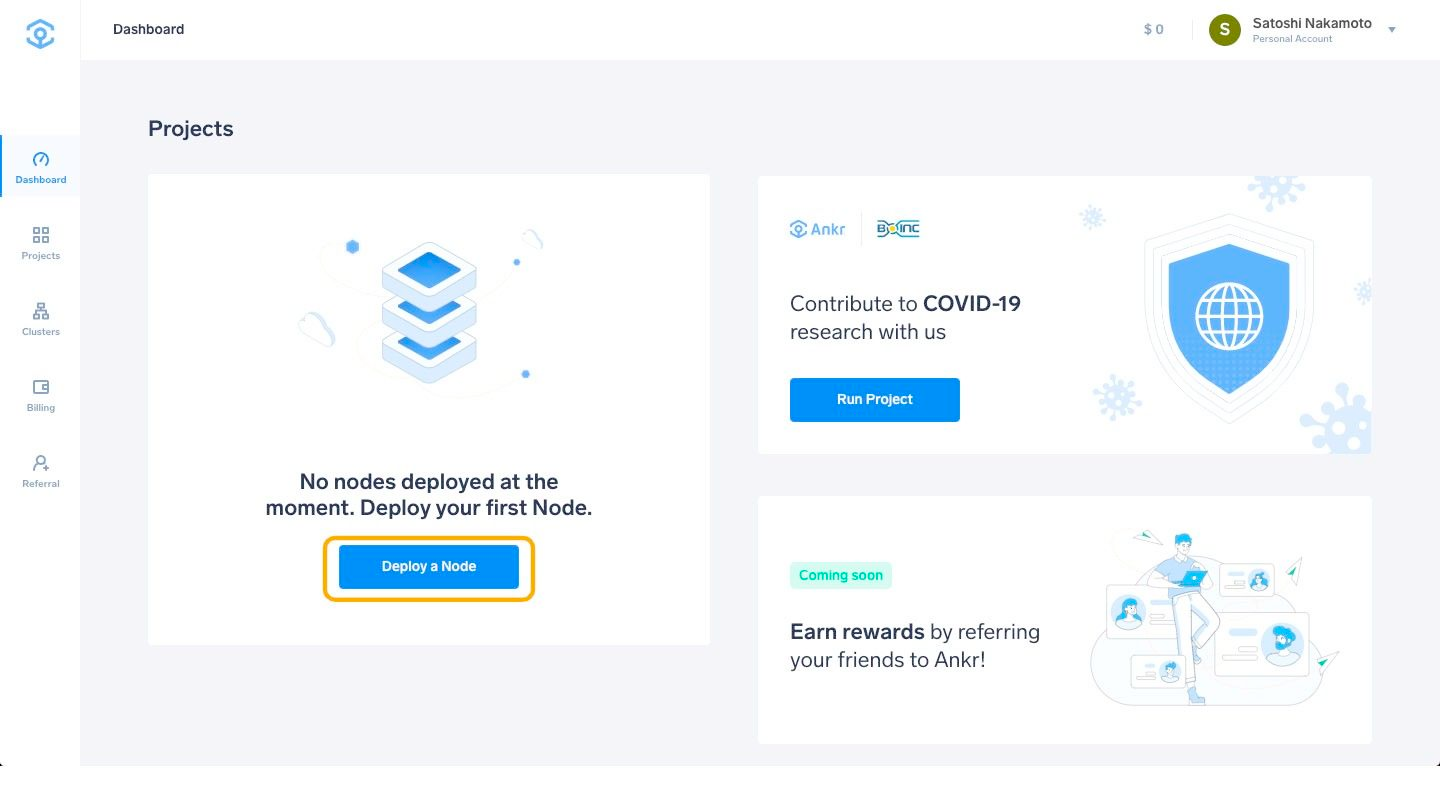 Dashboard
$ 0
S
Satoshi Nakamoto
Personal Account
Dashboard
Projects
Clusters
Billing
Referral
Projects
No nodes deployed at the
moment. Deploy your first Node.
Deploy a Node
Ankr
BOINC
Contribute to COVID-19
research with us
Run Project
Coming soon
Earn rewards by referring
your friends to Ankr!